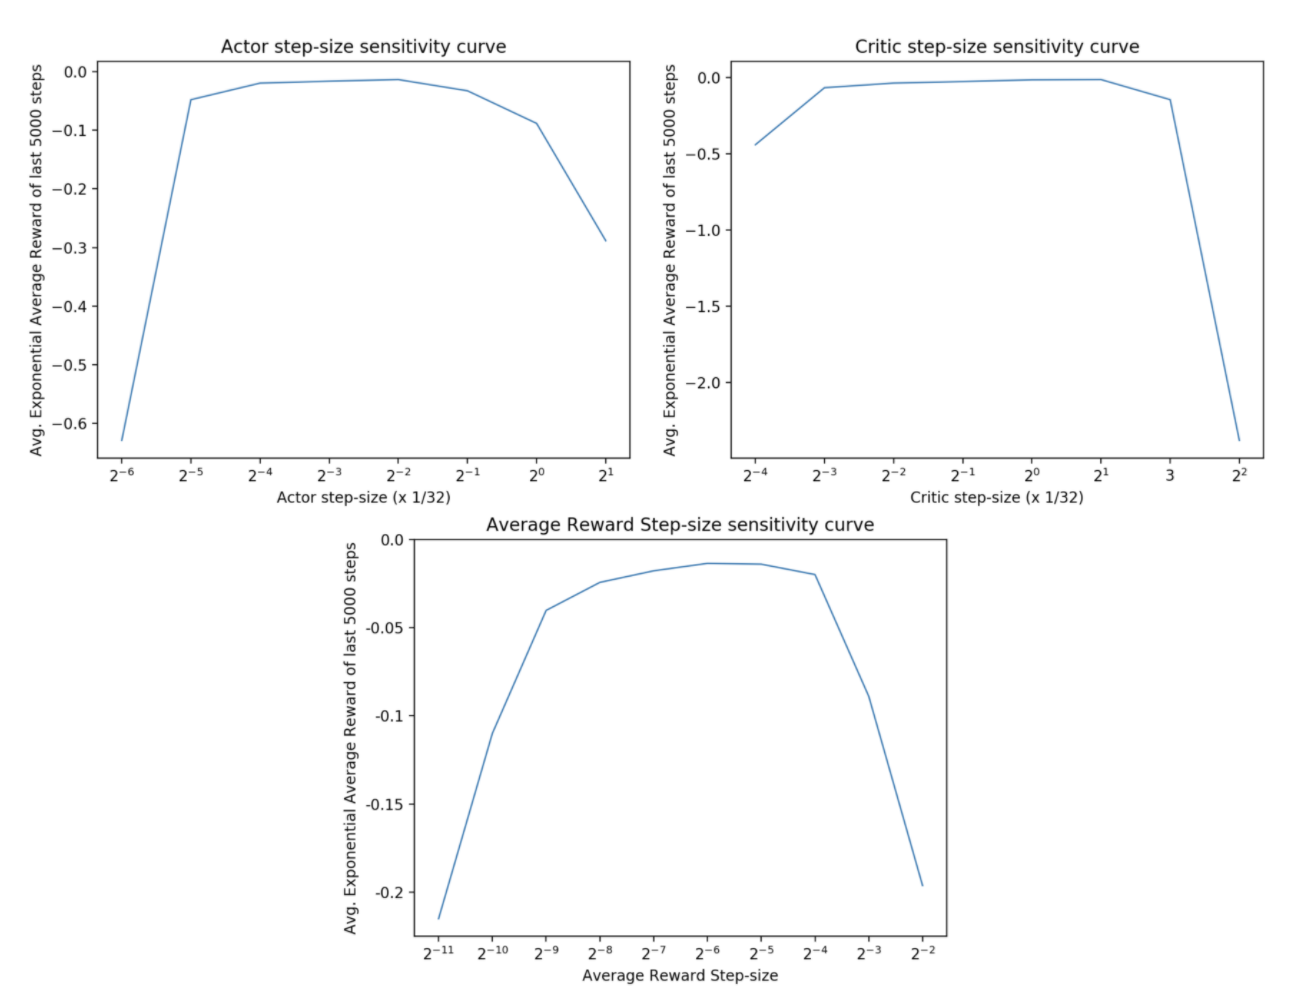 Actor step-size sensitivity curve
Avg. Exponential Average Reward of last 5000 steps
0.0
−0.1
−0.2
−0.3
−0.4
−0.5
−0.6
2⁻⁶ 2⁻⁵ 2⁻⁴ 2⁻³ 2⁻² 2⁻¹ 2⁰ 2¹
Actor step-size (x 1/32)
Critic step-size sensitivity curve
Avg. Exponential Average Reward of last 5000 steps
0.0
−0.5
−1.0
−1.5
−2.0
2⁻⁴ 2⁻³ 2⁻² 2⁻¹ 2⁰ 2¹ 3 2²
Critic step-size (x 1/32)
Average Reward Step-size sensitivity curve
Avg. Exponential Average Reward of last 5000 steps
0.0
-0.05
-0.1
-0.15
-0.2
2⁻¹¹ 2⁻¹⁰ 2⁻⁹ 2⁻⁸ 2⁻⁷ 2⁻⁶ 2⁻⁵ 2⁻⁴ 2⁻³ 2⁻²
Average Reward Step-size